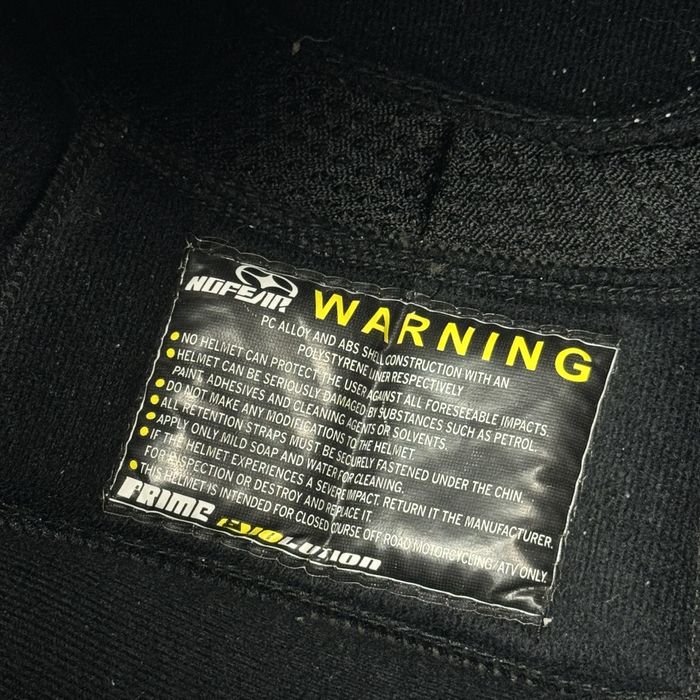 NOFEAR
WARNING
PC ALLOY AND ABS SHELL CONSTRUCTION WITH AN
POLYSTYRENE LINER RESPECTIVELY
• NO HELMET CAN PROTECT THE USER AGAINST ALL FORESEEABLE IMPACTS.
• HELMET CAN BE SERIOUSLY DAMAGED BY SUBSTANCES SUCH AS PETROL.
PAINT, ADHESIVES AND CLEANING AGENTS OR SOLVENTS.
• DO NOT MAKE ANY MODIFICATIONS TO THE HELMET
• ALL RETENTION STRAPS MUST BE SECURELY FASTENED UNDER THE CHIN.
• APPLY ONLY MILD SOAP AND WATER FOR CLEANING.
• IF THE HELMET EXPERIENCES A SEVERE IMPACT, RETURN IT THE MANUFACTURER.
FOR INSPECTION OR DESTROY AND REPLACE IT.
• THIS HELMET IS INTENDED FOR CLOSED COURSE OFF ROAD MOTORCYCLING/ATV ONLY.
PRIME EVOLUTION